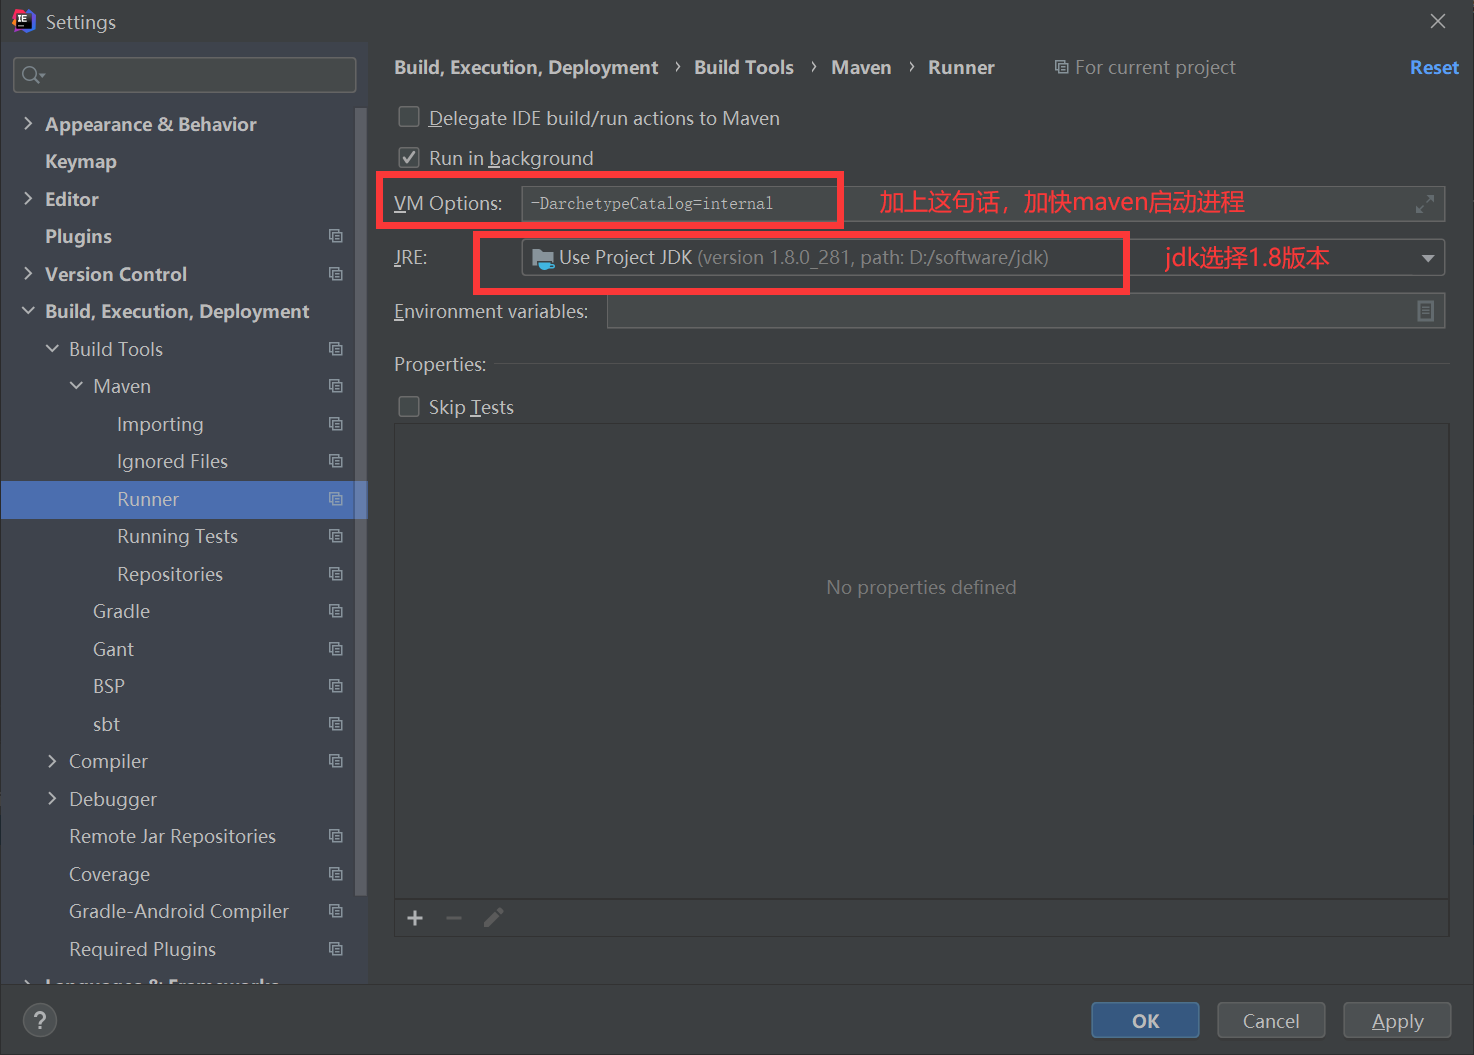 Settings
Build, Execution, Deployment › Build Tools › Maven › Runner For current project Reset
Appearance & Behavior
Keymap
Editor
Plugins
Version Control
Build, Execution, Deployment
Build Tools
Maven
Importing
Ignored Files
Runner
Running Tests
Repositories
Gradle
Gant
BSP
sbt
Compiler
Debugger
Remote Jar Repositories
Coverage
Gradle-Android Compiler
Required Plugins
Languages & Frameworks
Delegate IDE build/run actions to Maven
Run in background
VM Options: -DarchetypeCatalog=internal 加上这句话，加快maven启动进程
JRE: Use Project JDK (version 1.8.0_281, path: D:/software/jdk) jdk选择1.8版本
Environment variables:
Properties:
Skip Tests
No properties defined
? OK Cancel Apply